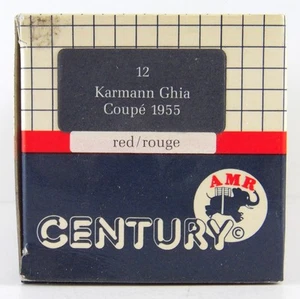 12
Karmann Ghia
Coupé 1955
red/rouge
AMR
CENTURY©